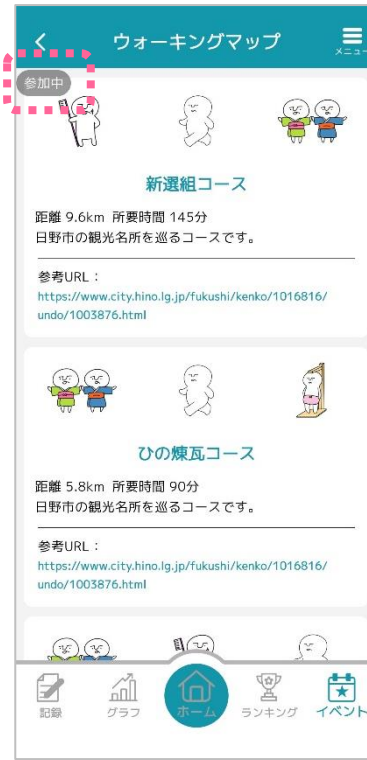 ウォーキングマップ
メニュー
参加中
新選組コース
距離 9.6km 所要時間 145分
日野市の観光名所を巡るコースです。
参考URL:
https://www.city.hino.lg.jp/fukushi/kenko/1016816/
undo/1003876.html
ひの煉瓦コース
距離 5.8km 所要時間 90分
日野市の観光名所を巡るコースです。
参考URL:
https://www.city.hino.lg.jp/fukushi/kenko/1016816/
undo/1003876.html
記録 グラフ ホーム ランキング イベント